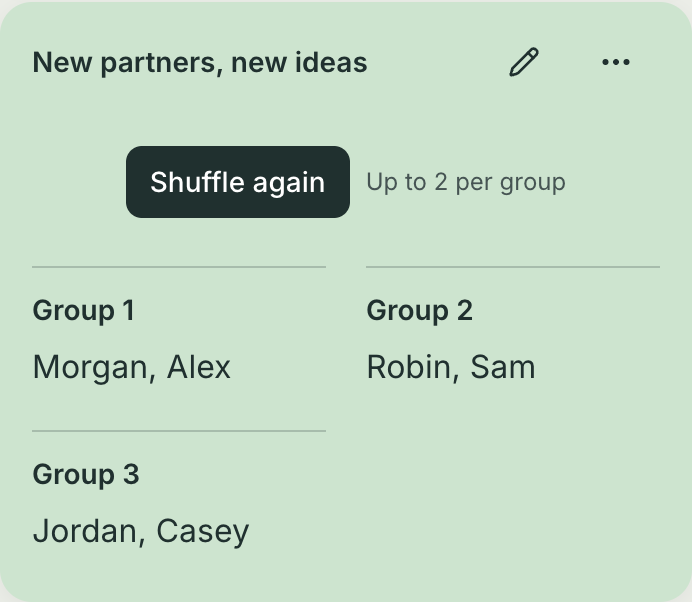 New partners, new ideas
Shuffle again
Up to 2 per group
Group 1
Morgan, Alex
Group 2
Robin, Sam
Group 3
Jordan, Casey